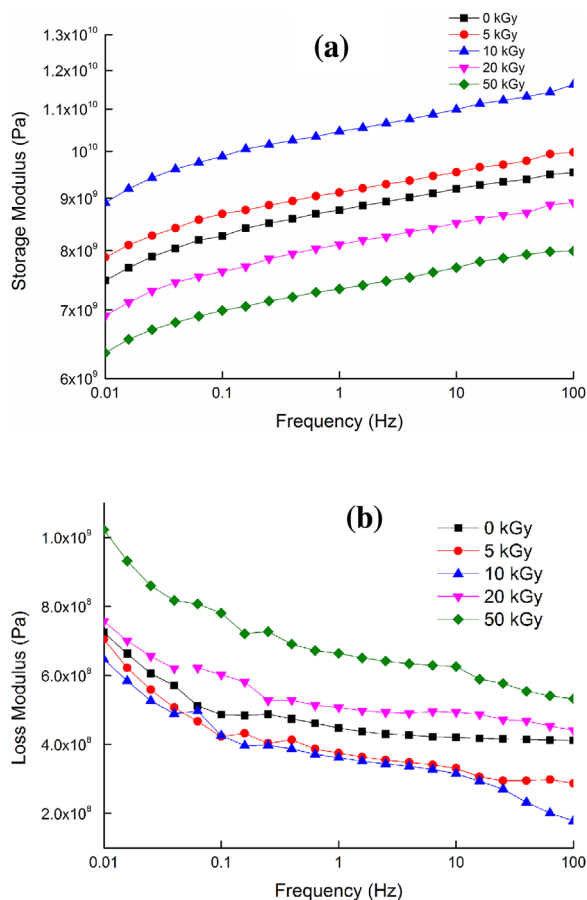 (a)
0 kGy
5 kGy
10 kGy
20 kGy
50 kGy
Storage Modulus (Pa)
1.3x10¹⁰
1.2x10¹⁰
1.1x10¹⁰
10¹⁰
9x10⁹
8x10⁹
7x10⁹
6x10⁹
0.01 0.1 1 10 100
Frequency (Hz)
(b)
0 kGy
5 kGy
10 kGy
20 kGy
50 kGy
Loss Modulus (Pa)
1.0x10⁹
8.0x10⁸
6.0x10⁸
4.0x10⁸
2.0x10⁸
0.01 0.1 1 10 100
Frequency (Hz)